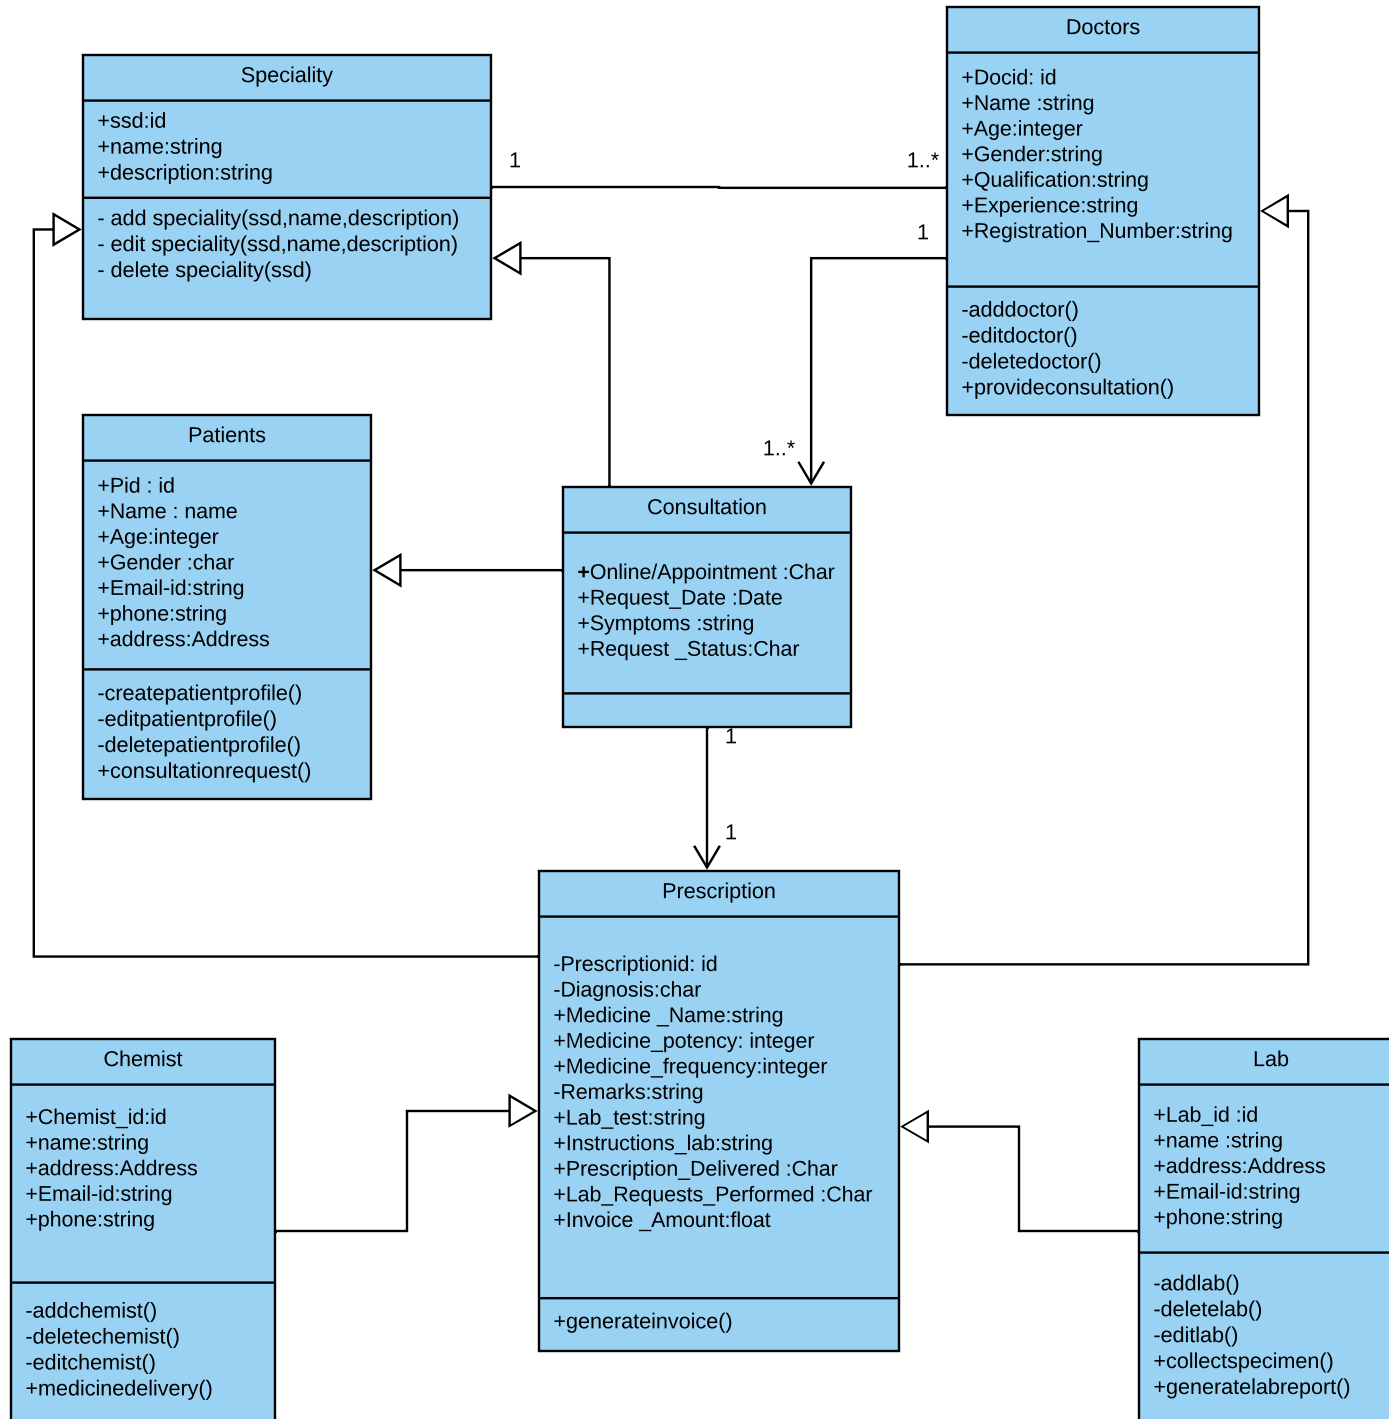 Speciality
+ssd:id
+name:string
+description:string
- add speciality(ssd,name,description)
- edit speciality(ssd,name,description)
- delete speciality(ssd)
1
1..*
Doctors
+Docid: id
+Name :string
+Age:integer
+Gender:string
+Qualification:string
+Experience:string
+Registration_Number:string
-adddoctor()
-editdoctor()
-deletedoctor()
+provideconsultation()
1
1..*
Patients
+Pid : id
+Name : name
+Age:integer
+Gender :char
+Email-id:string
+phone:string
+address:Address
-createpatientprofile()
-editpatientprofile()
-deletepatientprofile()
+consultationrequest()
Consultation
+Online/Appointment :Char
+Request_Date :Date
+Symptoms :string
+Request _Status:Char
1
1
Prescription
-Prescriptionid: id
-Diagnosis:char
+Medicine _Name:string
+Medicine_potency: integer
+Medicine_frequency:integer
-Remarks:string
+Lab_test:string
+Instructions_lab:string
+Prescription_Delivered :Char
+Lab_Requests_Performed :Char
+Invoice _Amount:float
+generateinvoice()
Chemist
+Chemist_id:id
+name:string
+address:Address
+Email-id:string
+phone:string
-addchemist()
-deletechemist()
-editchemist()
+medicinedelivery()
Lab
+Lab_id :id
+name :string
+address:Address
+Email-id:string
+phone:string
-addlab()
-deletelab()
-editlab()
+collectspecimen()
+generatelabreport()